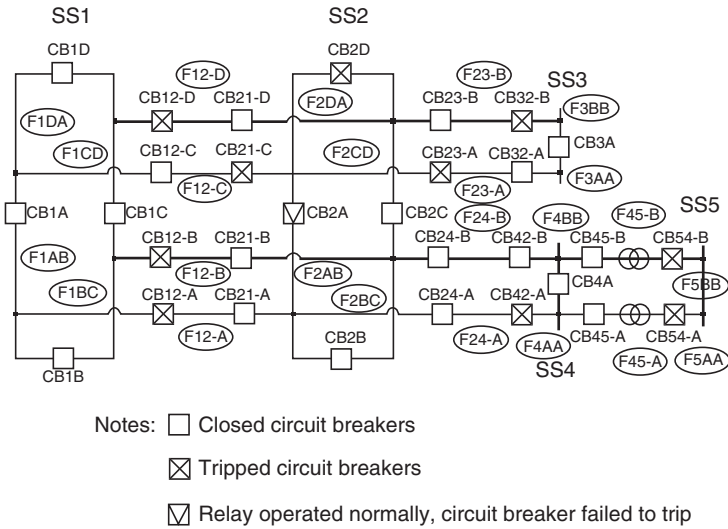 SS1
SS2
CB1D
CB2D
F12-D
F23-B
SS3
CB12-D
CB21-D
F2DA
CB23-B
CB32-B
F3BB
F1DA
F1CD
CB12-C
CB21-C
F2CD
CB23-A
CB32-A
CB3A
F12-C
F23-A
F3AA
CB1A
CB1C
CB2A
CB2C
F24-B
F4BB
F45-B
SS5
CB12-B
CB21-B
CB24-B
CB42-B
CB45-B
CB54-B
F1AB
F12-B
F2AB
CB4A
F5BB
F1BC
CB12-A
CB21-A
F2BC
CB24-A
CB42-A
F12-A
CB2B
F24-A
F4AA
CB45-A
CB54-A
CB1B
SS4
F45-A
F5AA
Notes:
Closed circuit breakers
Tripped circuit breakers
Relay operated normally, circuit breaker failed to trip